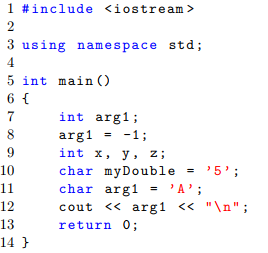 1 #include <iostream>
2
3 using namespace std;
4
5 int main()
6 {
7     int arg1;
8     arg1 = -1;
9     int x, y, z;
10     char myDouble = '5';
11     char arg1 = 'A';
12     cout << arg1 << "\n";
13     return 0;
14 }